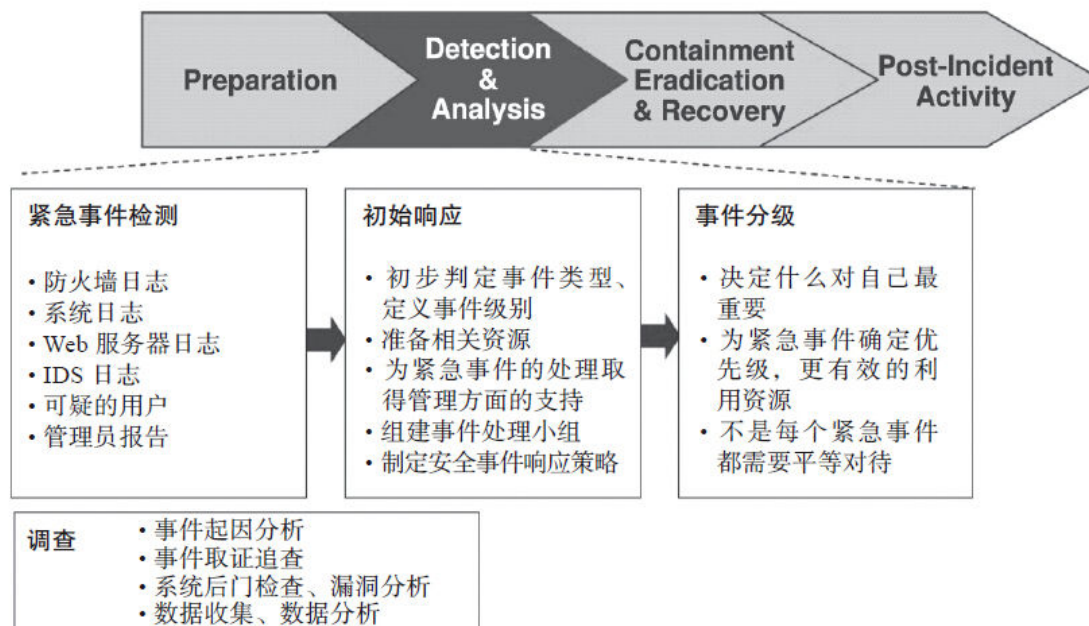 Preparation
Detection
&
Analysis
Containment
Eradication
& Recovery
Post-Incident
Activity
紧急事件检测
• 防火墙日志
• 系统日志
• Web 服务器日志
• IDS 日志
• 可疑的用户
• 管理员报告
初始响应
• 初步判定事件类型、
定义事件级别
• 准备相关资源
• 为紧急事件的处理取
得管理方面的支持
• 组建事件处理小组
• 制定安全事件响应策略
事件分级
• 决定什么对自己最
重要
• 为紧急事件确定优
先级，更有效的利
用资源
• 不是每个紧急事件
都需要平等对待
调查
• 事件起因分析
• 事件取证追查
• 系统后门检查、漏洞分析
• 数据收集、数据分析